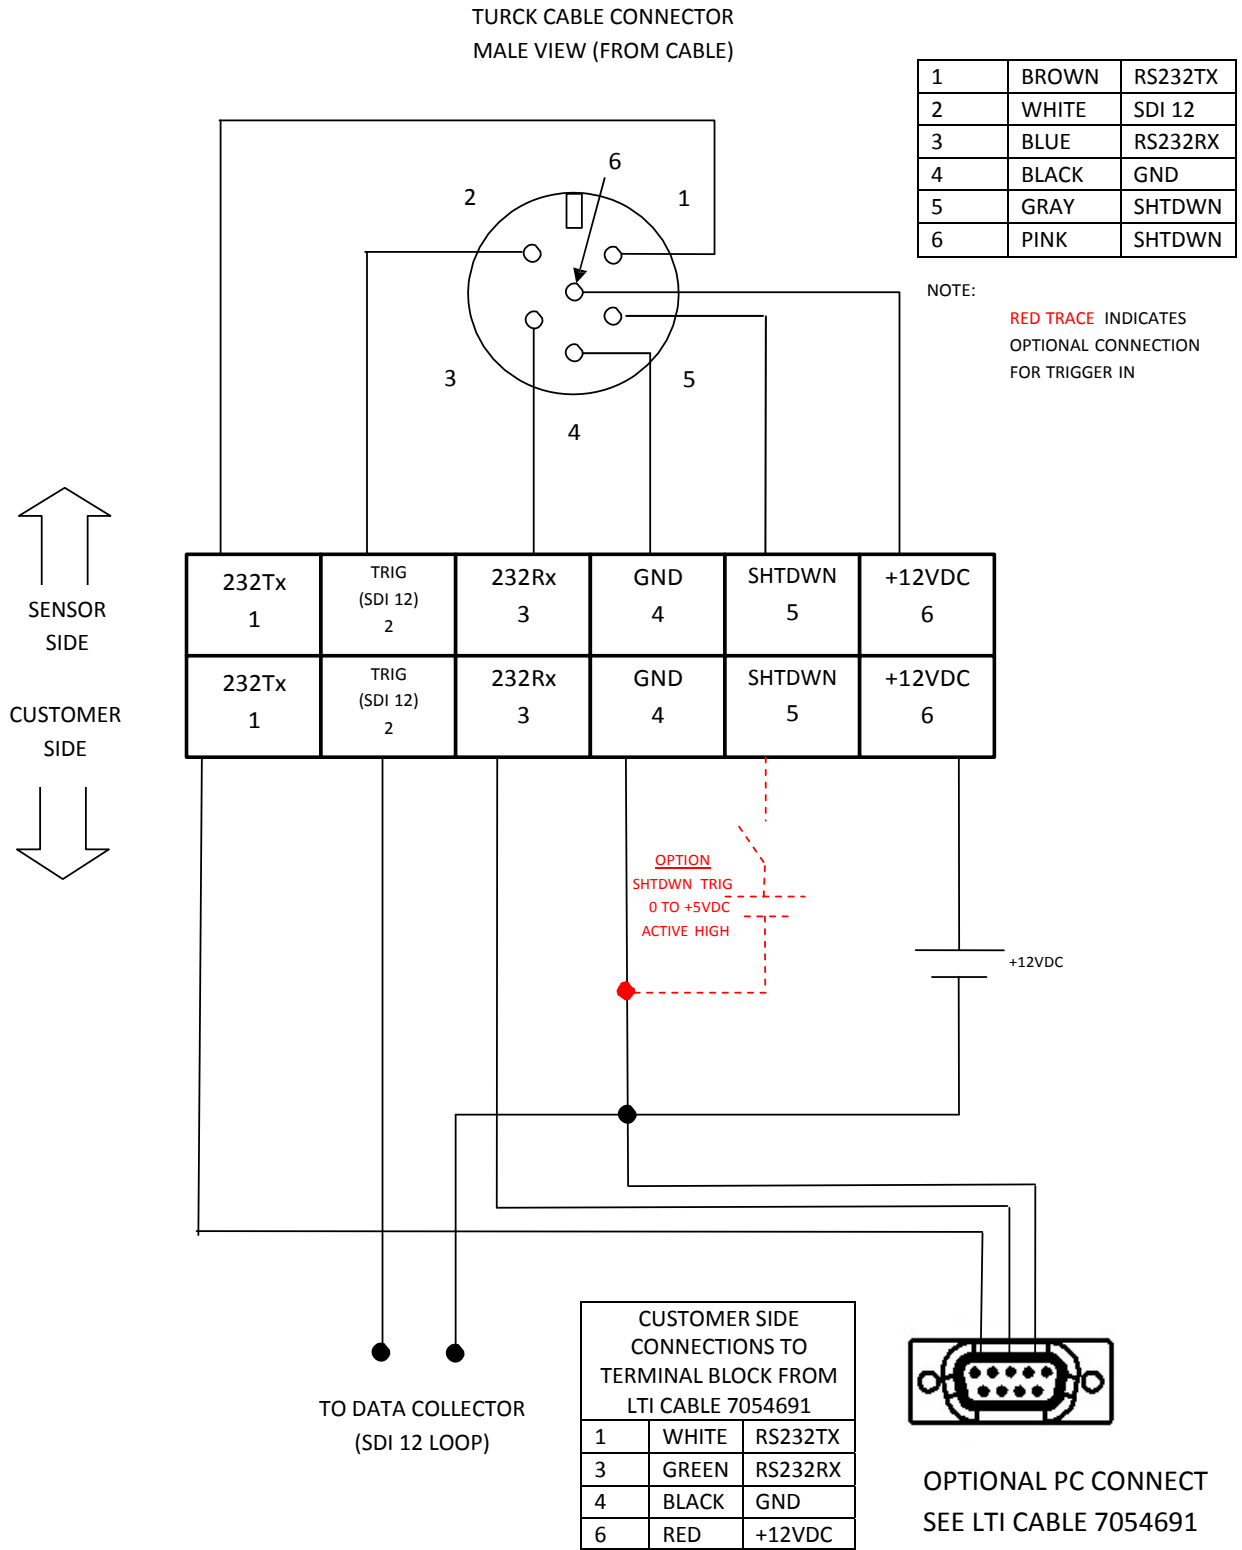 TURCK CABLE CONNECTOR
MALE VIEW (FROM CABLE)
1 BROWN RS232TX
2 WHITE SDI 12
3 BLUE RS232RX
4 BLACK GND
5 GRAY SHTDWN
6 PINK SHTDWN
NOTE:
RED TRACE INDICATES
OPTIONAL CONNECTION
FOR TRIGGER IN
6
2
1
3
5
4
SENSOR
SIDE
CUSTOMER
SIDE
232Tx
1
TRIG
(SDI 12)
2
232Rx
3
GND
4
SHTDWN
5
+12VDC
6
232Tx
1
TRIG
(SDI 12)
2
232Rx
3
GND
4
SHTDWN
5
+12VDC
6
OPTION
SHTDWN TRIG
0 TO +5VDC
ACTIVE HIGH
+12VDC
TO DATA COLLECTOR
(SDI 12 LOOP)
CUSTOMER SIDE
CONNECTIONS TO
TERMINAL BLOCK FROM
LTI CABLE 7054691
1 WHITE RS232TX
3 GREEN RS232RX
4 BLACK GND
6 RED +12VDC
OPTIONAL PC CONNECT
SEE LTI CABLE 7054691